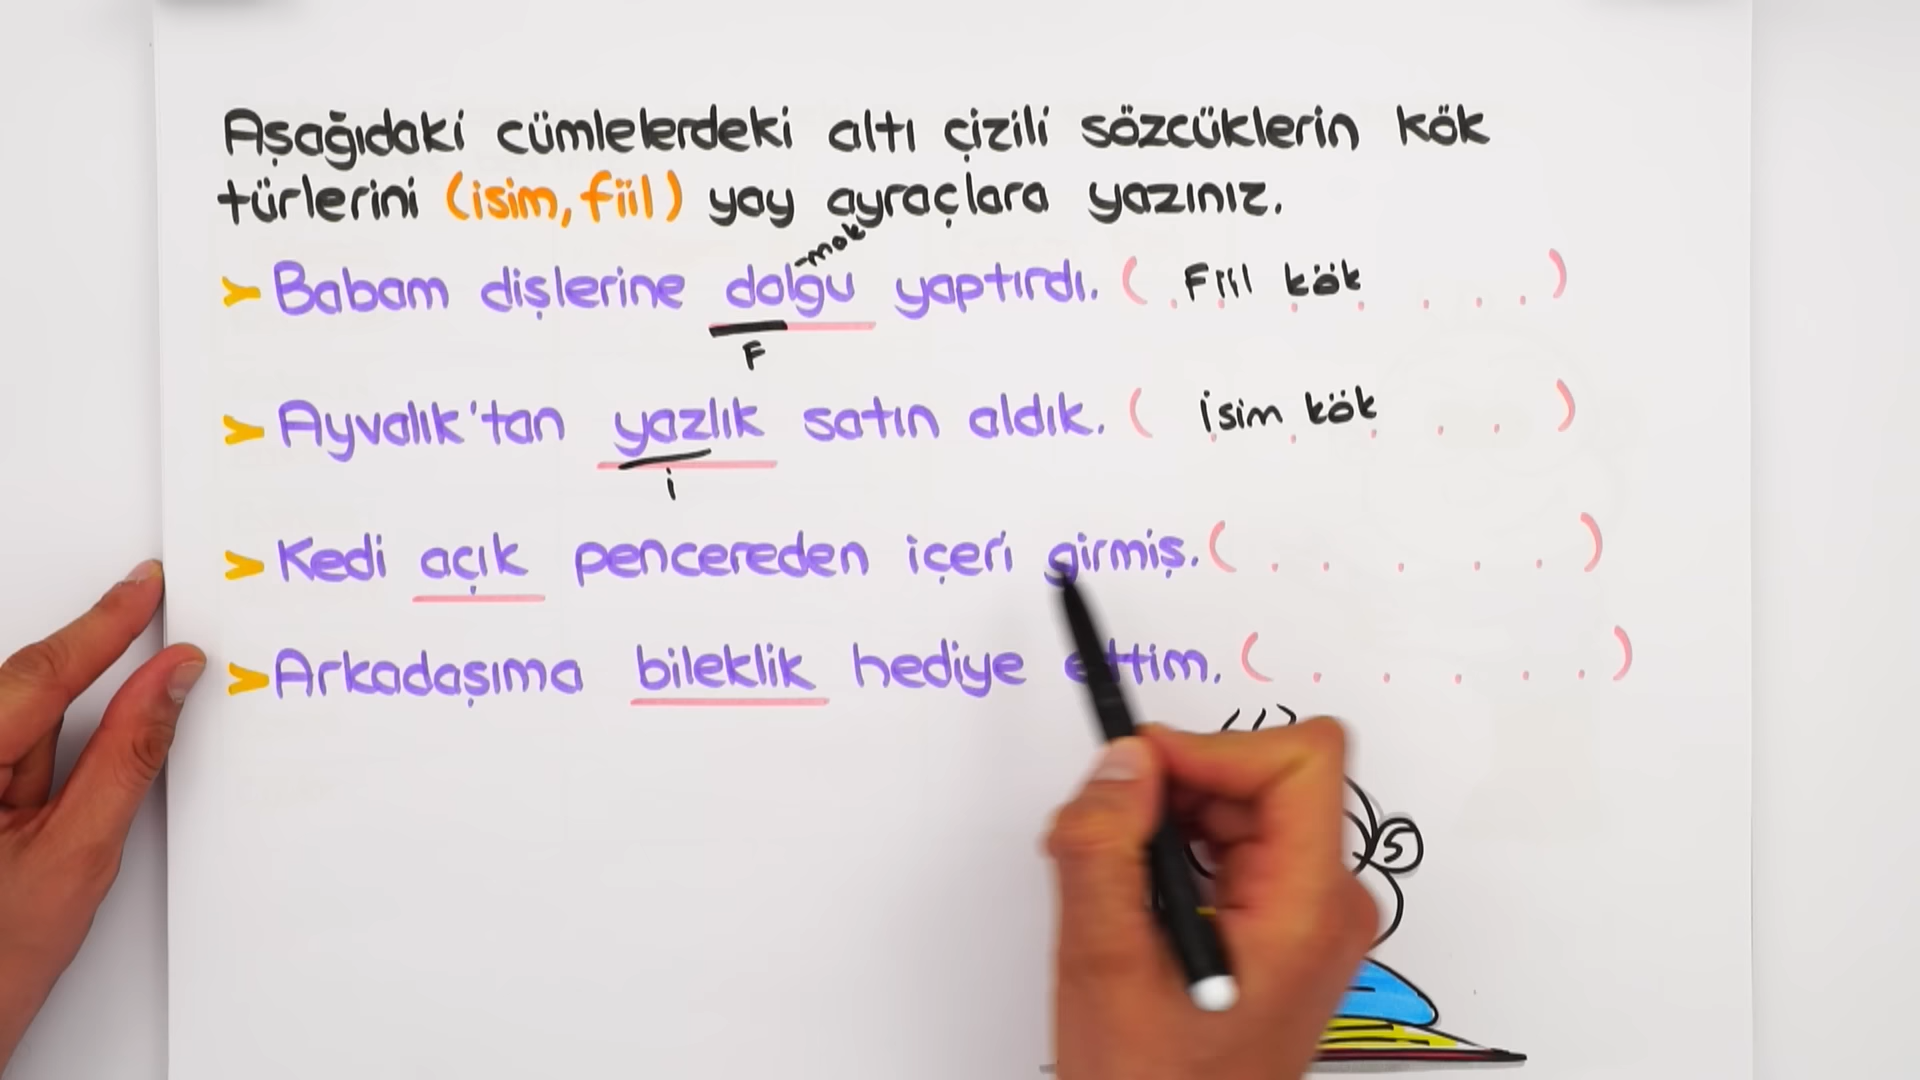 Aşağıdaki cümlelerdeki altı çizili sözcüklerin kök
türlerini (isim, fiil) yay ayraçlara yazınız.
-mak
➤ Babam dişlerine dolgu yaptırdı. ( Fiil kök . . . )
F
➤ Ayvalık'tan yazlık satın aldık. ( İsim kök . . )
i
➤ Kedi açık pencereden içeri girmiş. ( . . . . . )
➤ Arkadaşıma bileklik hediye ettim. ( . . . . . )
S